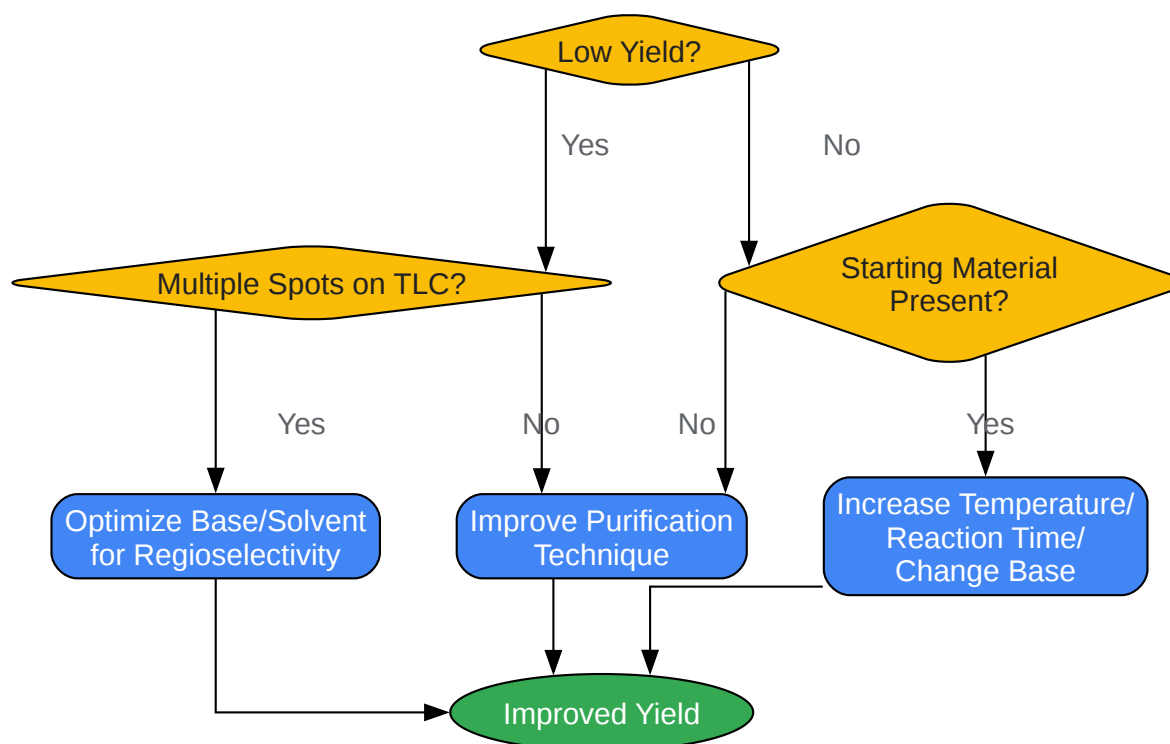 Low Yield?
Yes
No
Multiple Spots on TLC?
Starting Material
Present?
Yes
No
No
Yes
Optimize Base/Solvent
for Regioselectivity
Improve Purification
Technique
Increase Temperature/
Reaction Time/
Change Base
Improved Yield